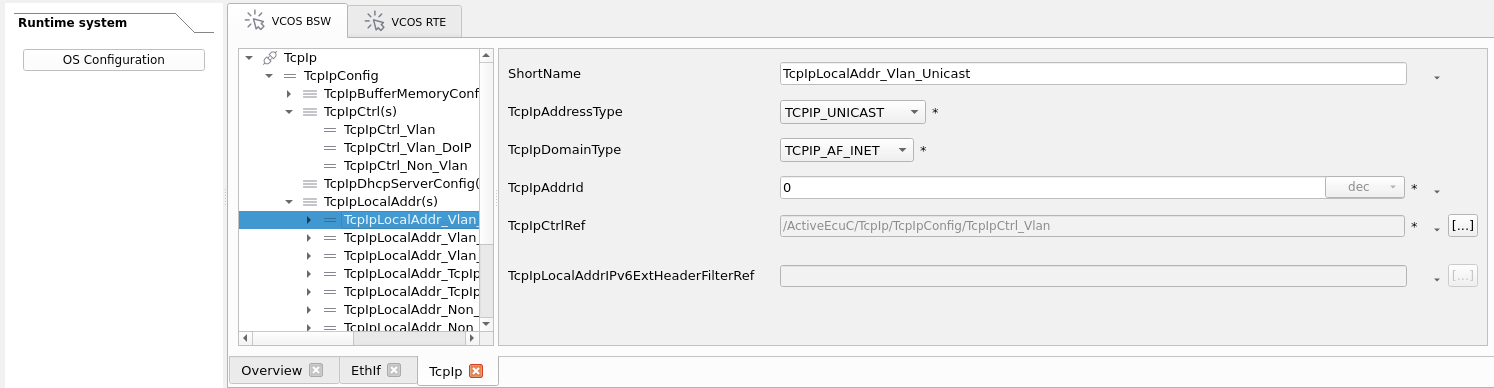 Runtime system
OS Configuration
VCOS BSW
VCOS RTE
TcpIp
TcpIpConfig
TcpIpBufferMemoryConf
TcpIpCtrl(s)
TcpIpCtrl_Vlan
TcpIpCtrl_Vlan_DoIP
TcpIpCtrl_Non_Vlan
TcpIpDhcpServerConfig(
TcpIpLocalAddr(s)
TcpIpLocalAddr_Vlan_
TcpIpLocalAddr_Vlan_
TcpIpLocalAddr_Vlan_
TcpIpLocalAddr_TcpIp
TcpIpLocalAddr_TcpIp
TcpIpLocalAddr_Non_
TcpIpLocalAddr_Non_
ShortName TcpIpLocalAddr_Vlan_Unicast
TcpIpAddressType TCPIP_UNICAST *
TcpIpDomainType TCPIP_AF_INET *
TcpIpAddrId 0 dec *
TcpIpCtrlRef /ActiveEcuC/TcpIp/TcpIpConfig/TcpIpCtrl_Vlan * [...]
TcpIpLocalAddrIPv6ExtHeaderFilterRef [...]
Overview EthIf TcpIp